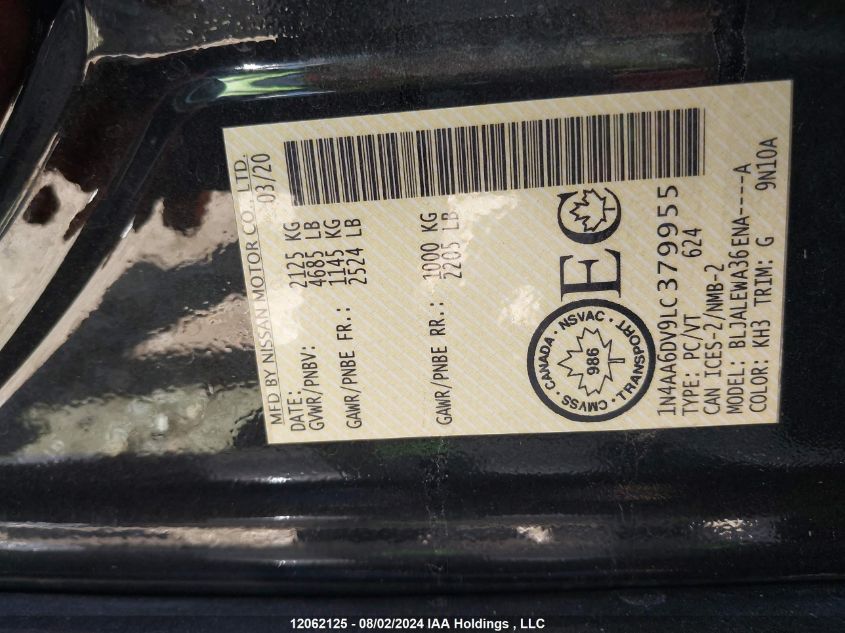 MFD BY NISSAN MOTOR CO., LTD.
DATE: 03/20
GVWR/PNBV: 2125 KG
4685 LB
GAWR/PNBE FR.: 1145 KG
2524 LB
GAWR/PNBE RR.: 1000 KG
2205 LB
CANADA · NSVAC · TRANSPORT · CMVSS ·
986
EC
1N4AA6DV9LC379955
TYPE: PC/VT 624
CAN ICES-2/NMB-2
MODEL: BLJALEWA36ENA----A
COLOR: KH3 TRIM: G 9N10A
12062125 - 08/02/2024 IAA Holdings , LLC